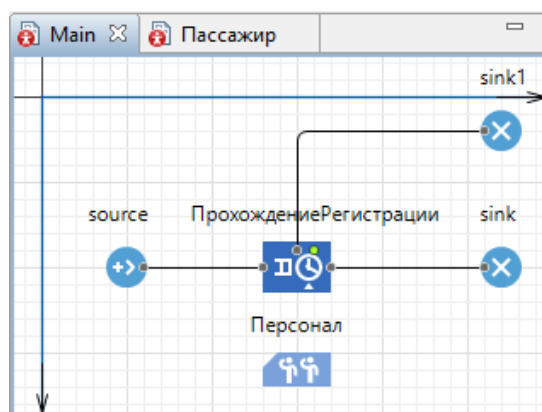 Main
Пассажир
sink1
source
ПрохождениеРегистрации
sink
Персонал